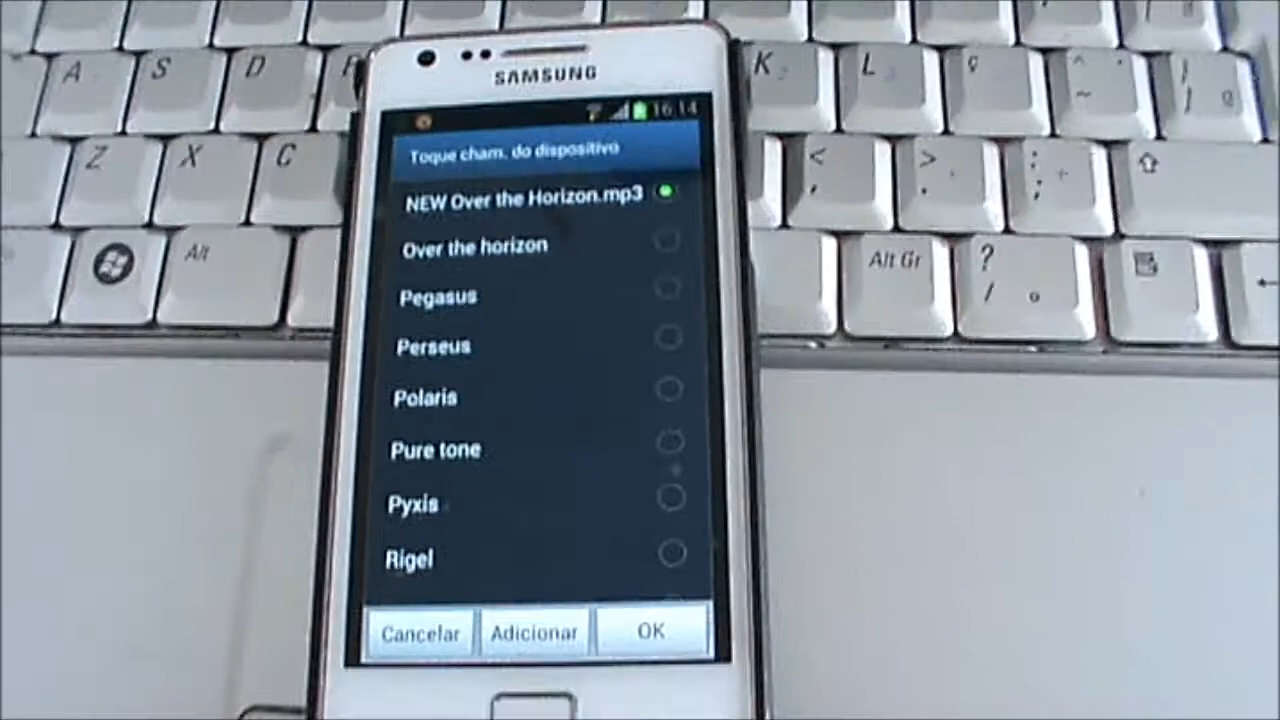 A S D F K L Ç ^ ~ } ] º
SAMSUNG
16:14
Toque cham. do dispositivo
Z X C < , > . : ;
NEW Over the Horizon.mp3
Over the horizon
Alt Alt Gr ? / °
Pegasus
Perseus
Polaris
Pure tone
Pyxis
Rigel
Cancelar Adicionar OK